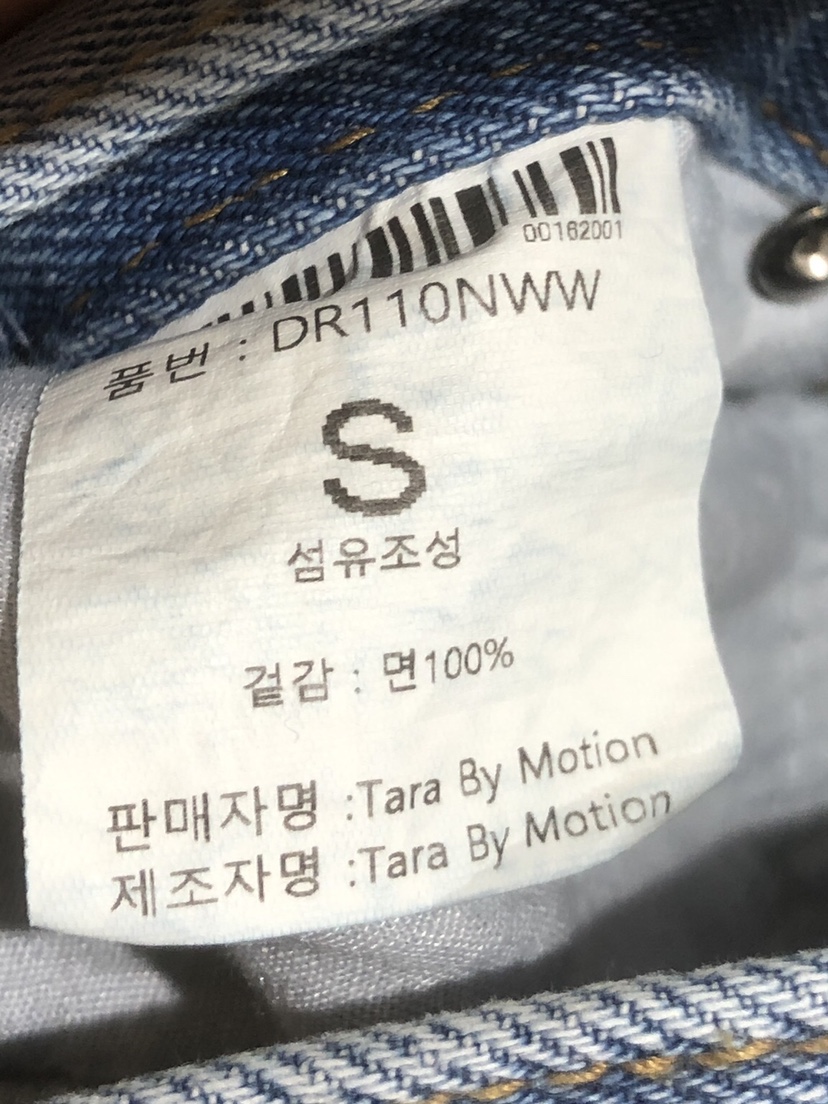 00162001
품번 : DR110NWW
S
섬유조성
겉감 : 면100%
판매자명 :Tara By Motion
제조자명 :Tara By Motion